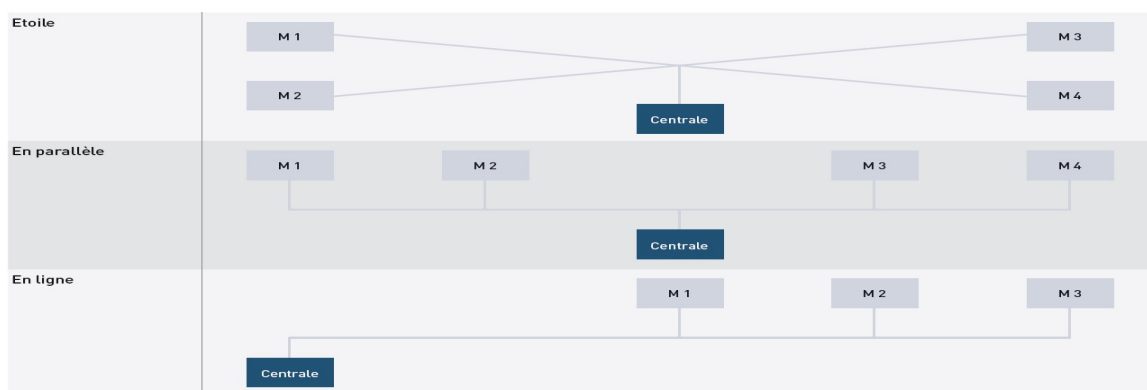 Etoile
M 1
M 3
M 2
M 4
Centrale
En parallèle
M 1
M 2
M 3
M 4
Centrale
En ligne
M 1
M 2
M 3
Centrale